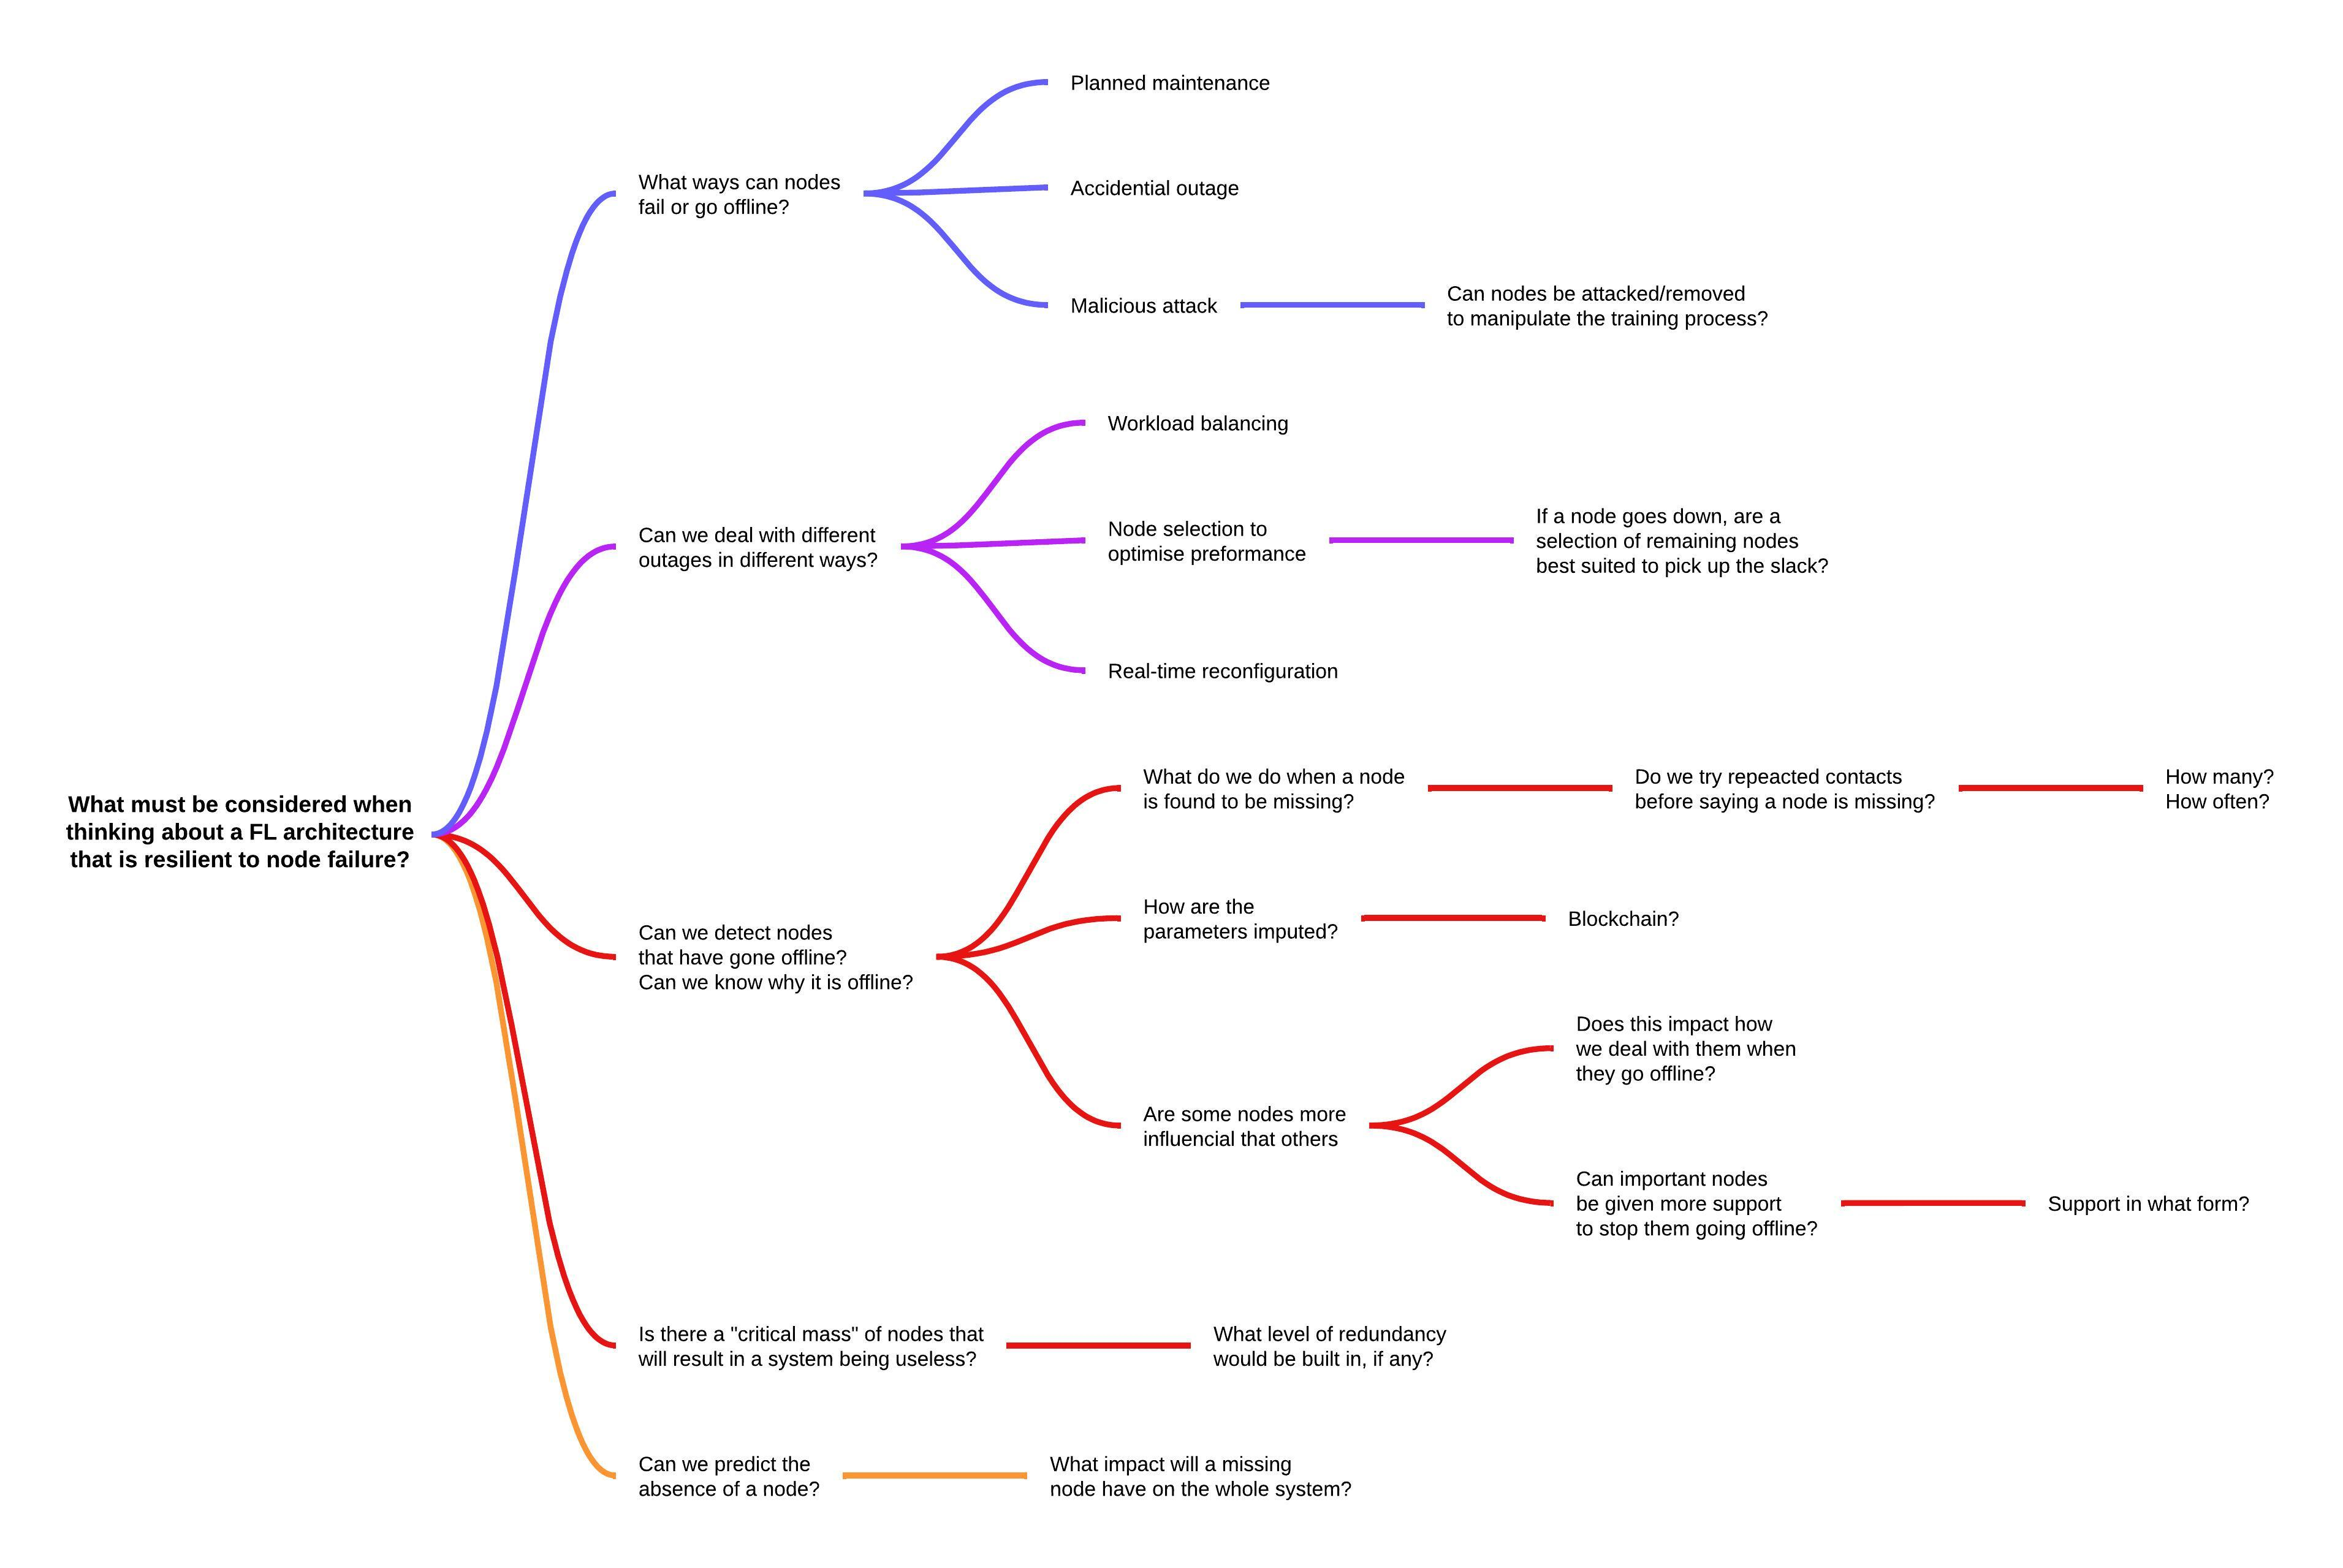 What must be considered when
thinking about a FL architecture
that is resilient to node failure?
What ways can nodes
fail or go offline?
Planned maintenance
Accidential outage
Malicious attack
Can nodes be attacked/removed
to manipulate the training process?
Can we deal with different
outages in different ways?
Workload balancing
Node selection to
optimise preformance
If a node goes down, are a
selection of remaining nodes
best suited to pick up the slack?
Real-time reconfiguration
Can we detect nodes
that have gone offline?
Can we know why it is offline?
What do we do when a node
is found to be missing?
Do we try repeacted contacts
before saying a node is missing?
How many?
How often?
How are the
parameters imputed?
Blockchain?
Are some nodes more
influencial that others
Does this impact how
we deal with them when
they go offline?
Can important nodes
be given more support
to stop them going offline?
Support in what form?
Is there a "critical mass" of nodes that
will result in a system being useless?
What level of redundancy
would be built in, if any?
Can we predict the
absence of a node?
What impact will a missing
node have on the whole system?